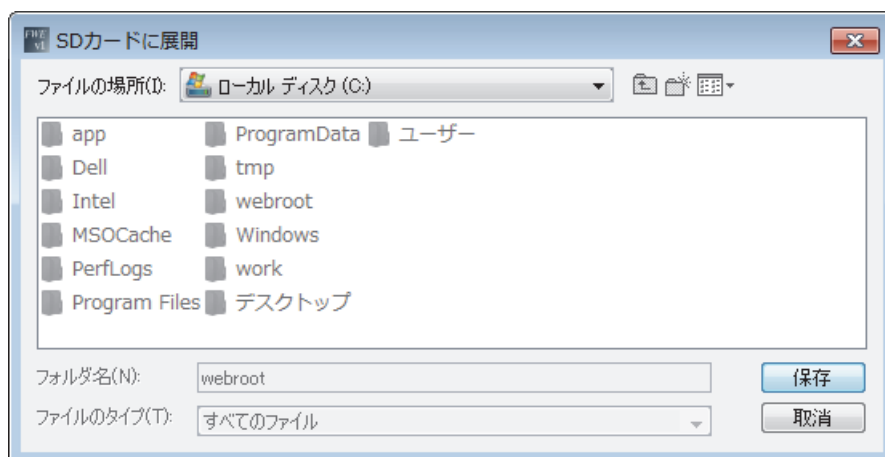 SDカードに展開
ファイルの場所(I): ローカル ディスク (C:)
app ProgramData ユーザー
Dell tmp
Intel webroot
MSOCache Windows
PerfLogs work
Program Files デスクトップ
フォルダ名(N): webroot 保存
ファイルのタイプ(T): すべてのファイル 取消